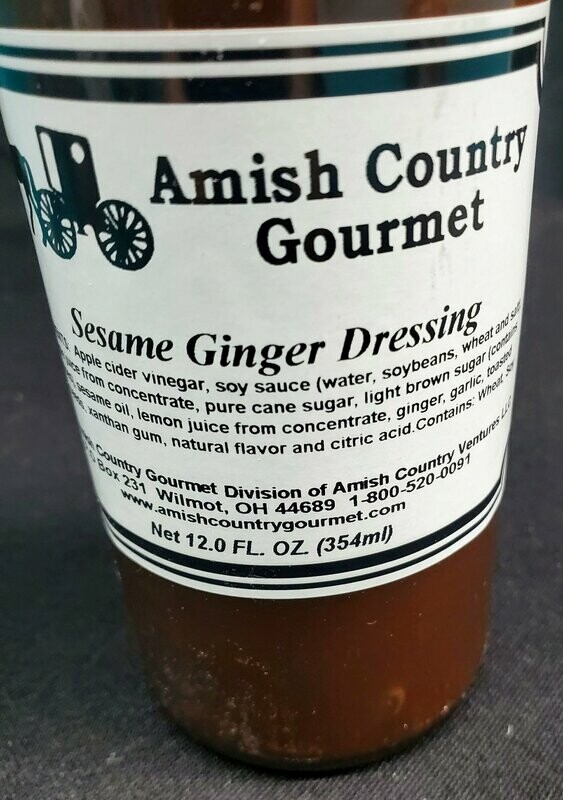 Amish Country
Gourmet
Sesame Ginger Dressing
Apple cider vinegar, soy sauce (water, soybeans, wheat and
from concentrate, pure cane sugar, light brown sugar (contains
sesame oil, lemon juice from concentrate, ginger, garlic, toasted
xanthan gum, natural flavor and citric acid.Contains: Wheat,
Country Gourmet Division of Amish Country Ventures
Box 231 Wilmot, OH 44689 1-800-520-0091
www.amishcountrygourmet.com
Net 12.0 FL. OZ. (354ml)